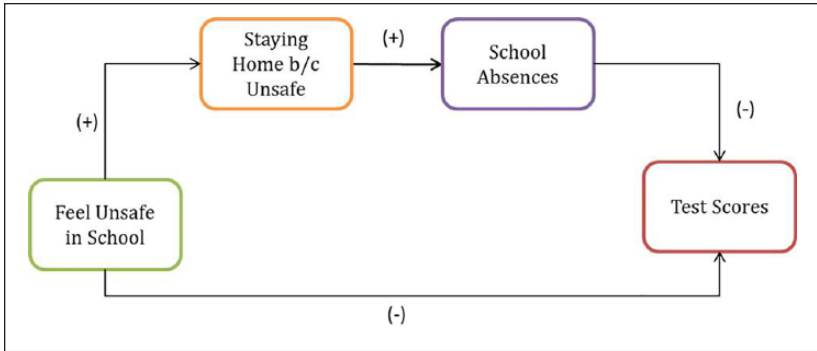 Staying
Home b/c
Unsafe
(+)
School
Absences
(+)
(-)
Feel Unsafe
in School
Test Scores
(-)